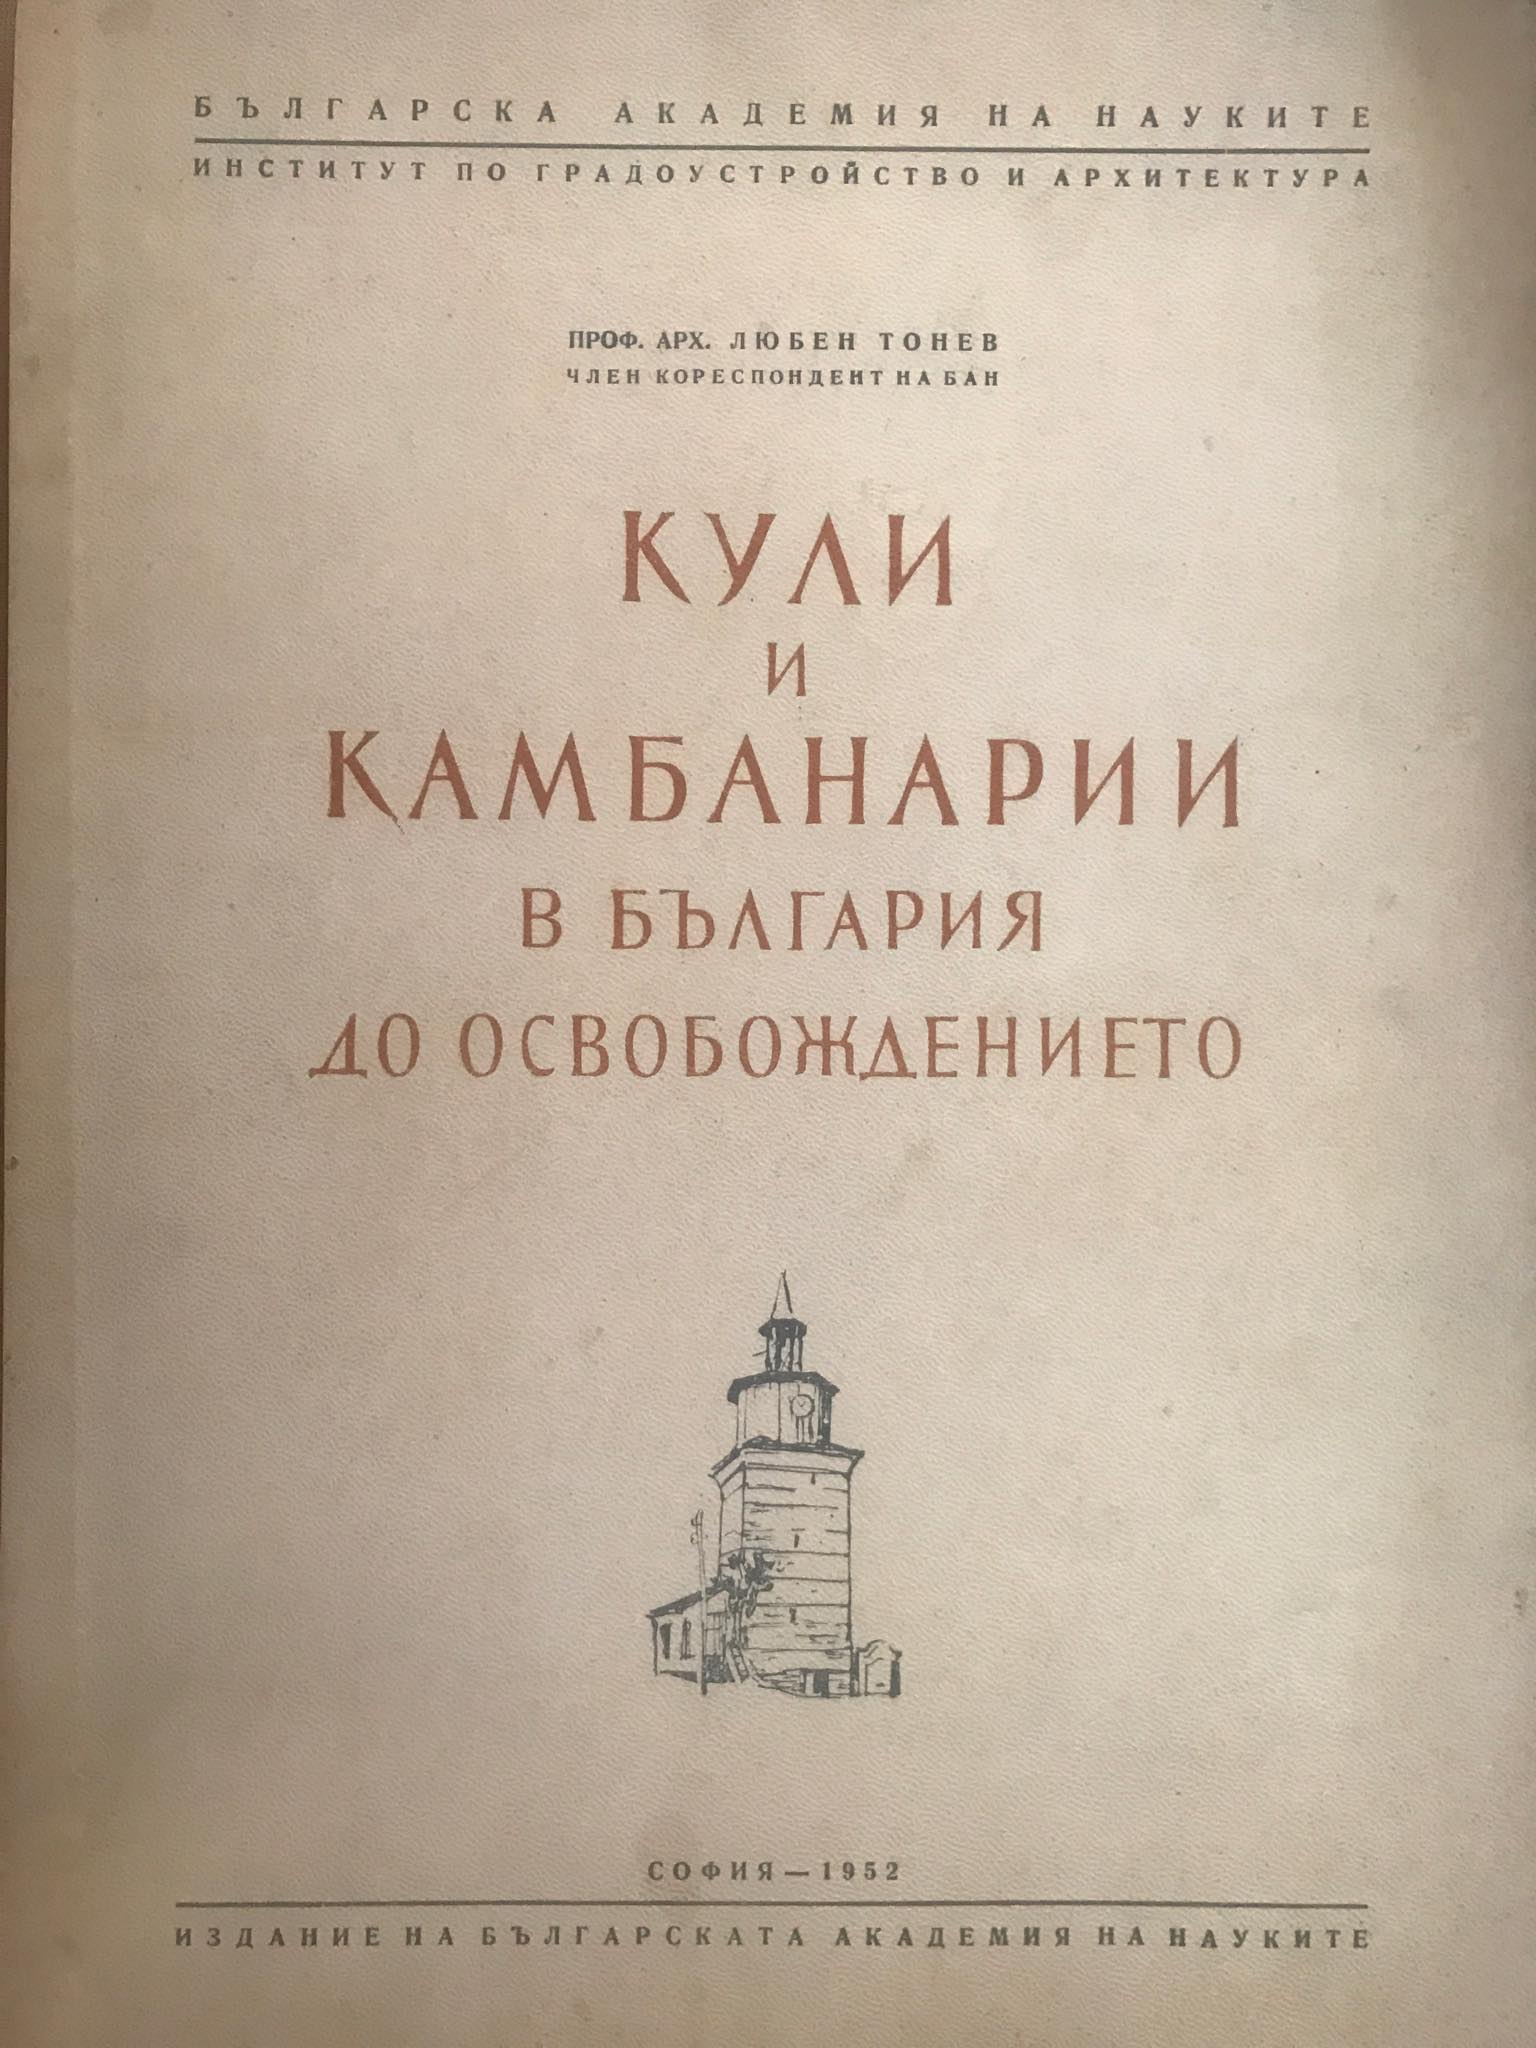 БЪЛГАРСКА АКАДЕМИЯ НА НАУКИТЕ
ИНСТИТУТ ПО ГРАДОУСТРОЙСТВО И АРХИТЕКТУРА
ПРОФ. АРХ. ЛЮБЕН ТОНЕВ
ЧЛЕН КОРЕСПОНДЕНТ НА БАН
КУЛИ
И
КАМБАНАРИИ
В БЪЛГАРИЯ
ДО ОСВОБОЖДЕНИЕТО
СОФИЯ — 1952
ИЗДАНИЕ НА БЪЛГАРСКАТА АКАДЕМИЯ НА НАУКИТЕ